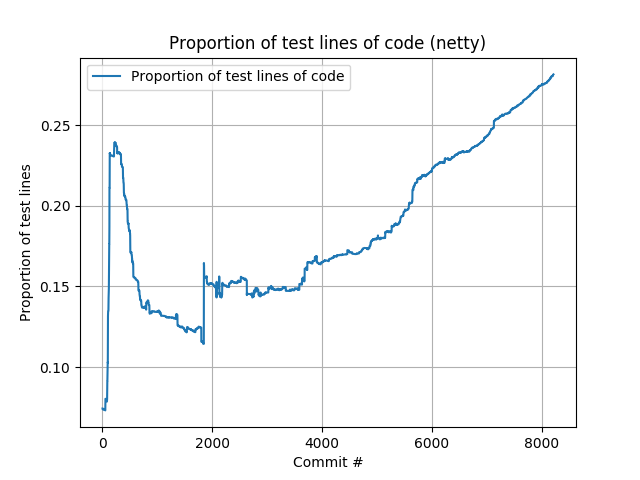 Proportion of test lines of code (netty)
Proportion of test lines of code
Proportion of test lines
0.25
0.20
0.15
0.10
0
2000
4000
6000
8000
Commit #